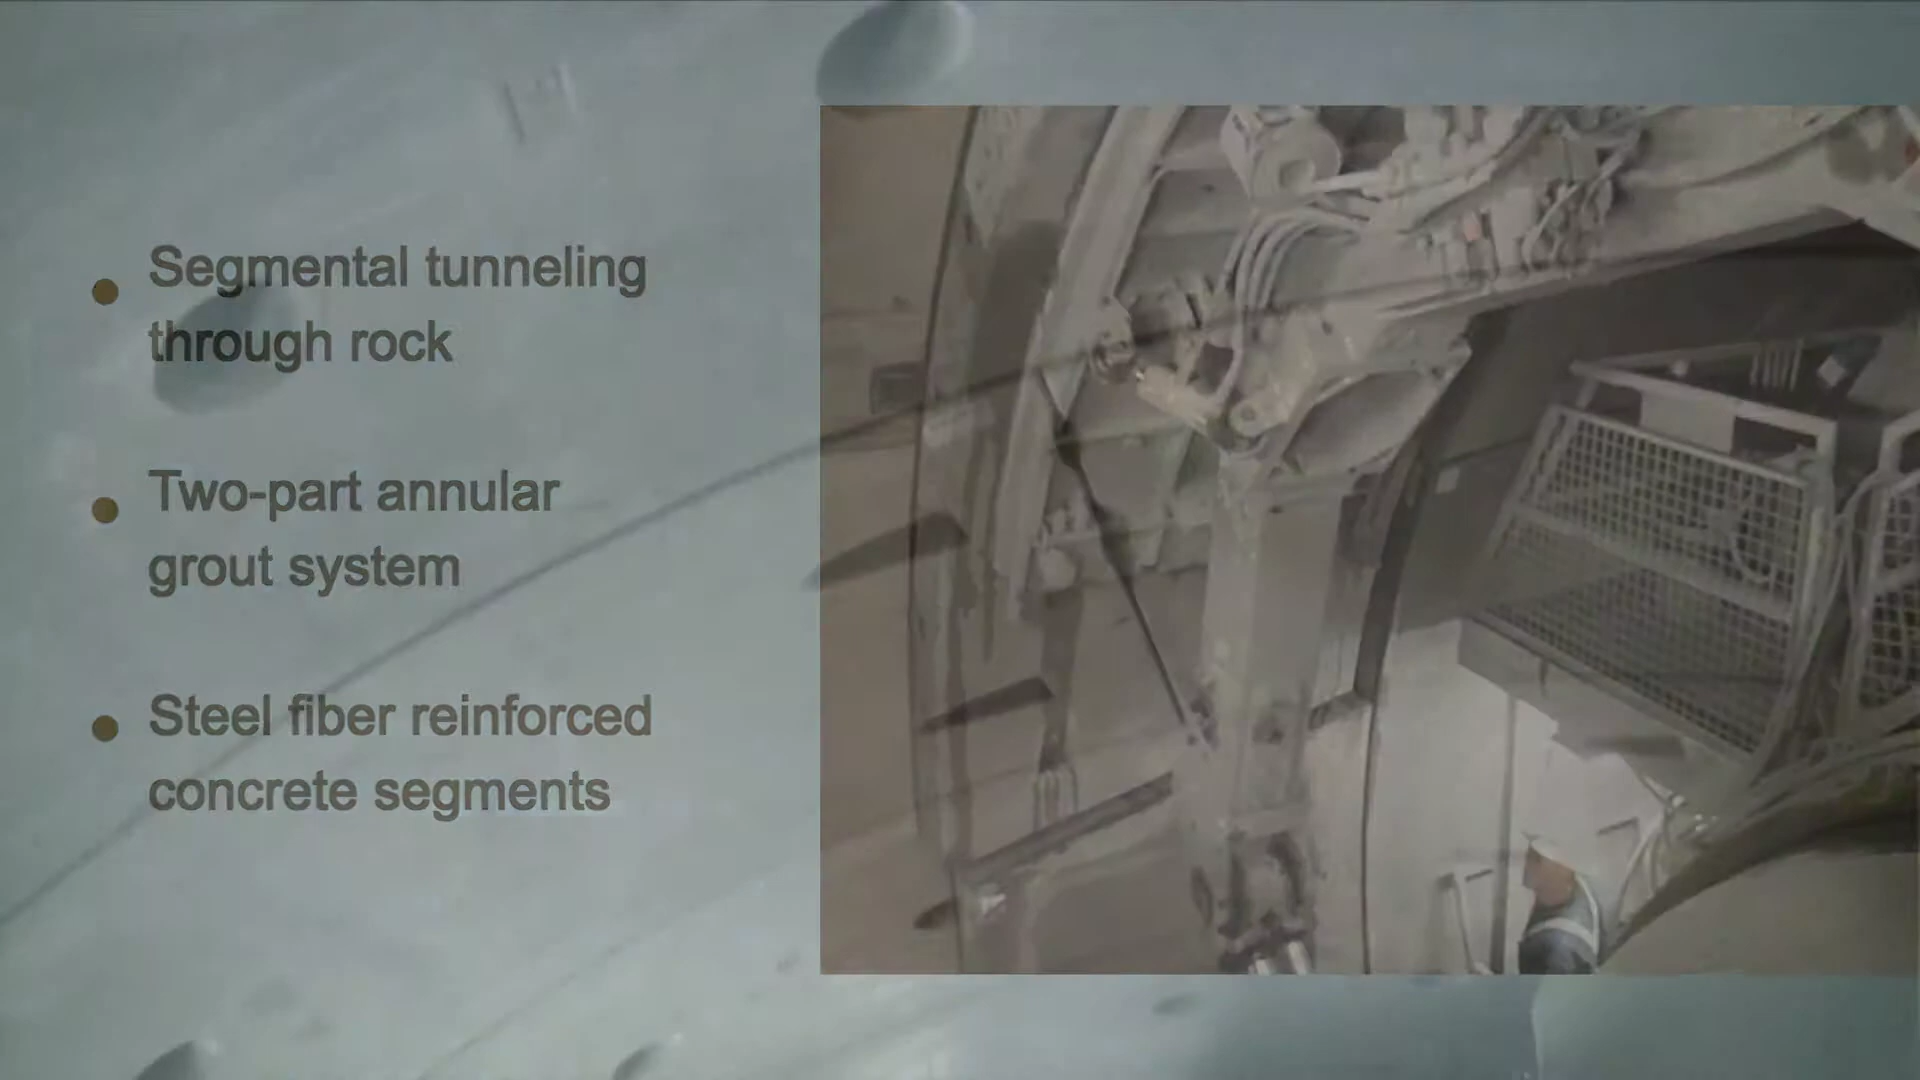 Segmental tunneling
through rock
Two-part annular
grout system
Steel fiber reinforced
concrete segments